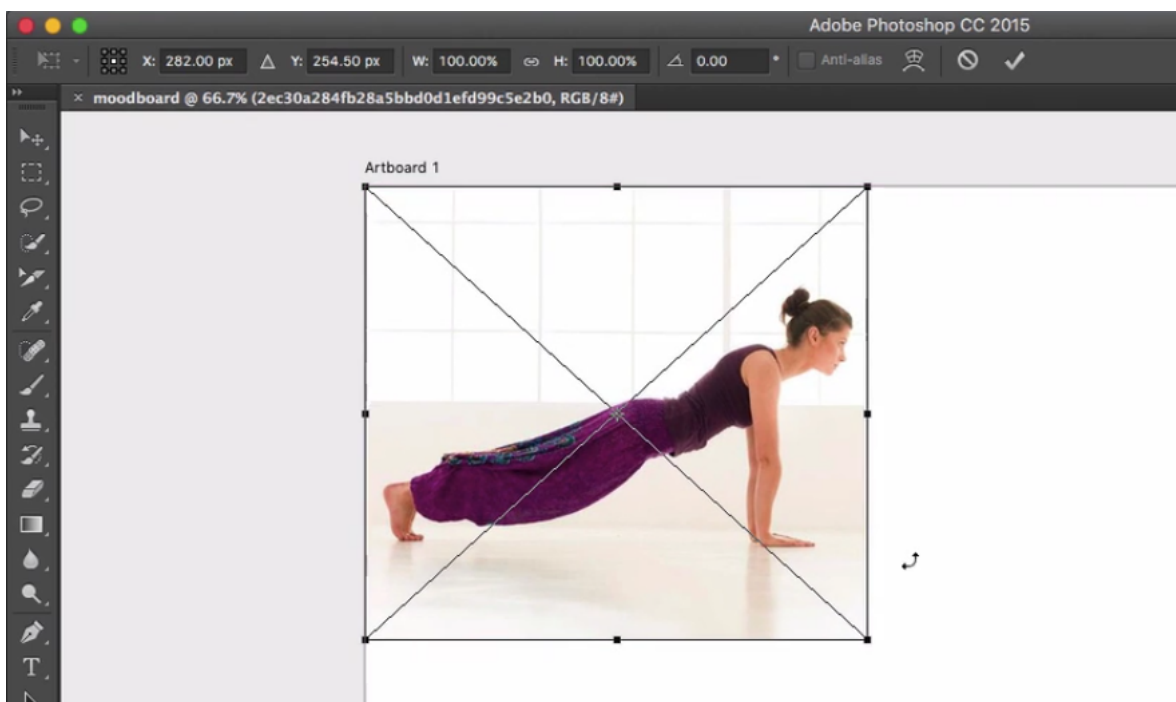 Adobe Photoshop CC 2015
X: 282.00 px Δ Y: 254.50 px W: 100.00% H: 100.00% 0.00 ° Anti-alias
× moodboard @ 66.7% (2ec30a284fb28a5bbd0d1efd99c5e2b0, RGB/8#)
Artboard 1
T